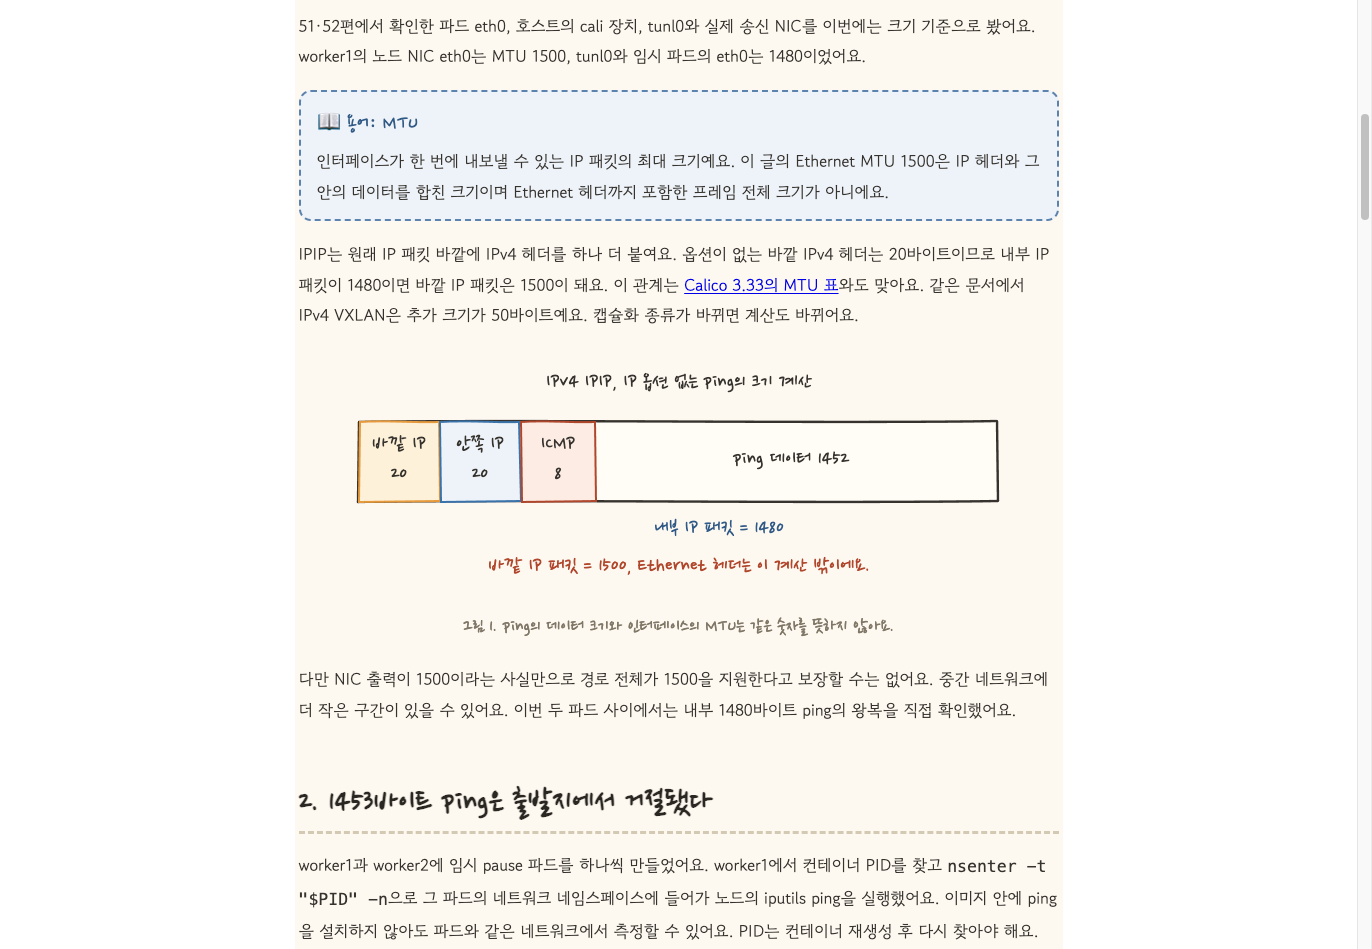 51·52편에서 확인한 파드 eth0, 호스트의 cali 장치, tunl0와 실제 송신 NIC를 이번에는 크기 기준으로 봤어요.
worker1의 노드 NIC eth0는 MTU 1500, tunl0와 임시 파드의 eth0는 1480이었어요.
📖 용어: MTU
인터페이스가 한 번에 내보낼 수 있는 IP 패킷의 최대 크기예요. 이 글의 Ethernet MTU 1500은 IP 헤더와 그
안의 데이터를 합친 크기이며 Ethernet 헤더까지 포함한 프레임 전체 크기가 아니에요.
IPIP는 원래 IP 패킷 바깥에 IPv4 헤더를 하나 더 붙여요. 옵션이 없는 바깥 IPv4 헤더는 20바이트이므로 내부 IP
패킷이 1480이면 바깥 IP 패킷은 1500이 돼요. 이 관계는 Calico 3.33의 MTU 표와도 맞아요. 같은 문서에서
IPv4 VXLAN은 추가 크기가 50바이트예요. 캡슐화 종류가 바뀌면 계산도 바뀌어요.
IPv4 IPIP, IP 옵션 없는 ping의 크기 계산
바깥 IP
20
안쪽 IP
20
ICMP
8
ping 데이터 1452
내부 IP 패킷 = 1480
바깥 IP 패킷 = 1500, Ethernet 헤더는 이 계산 밖이에요.
그림 1. ping의 데이터 크기와 인터페이스의 MTU는 같은 숫자를 뜻하지 않아요.
다만 NIC 출력이 1500이라는 사실만으로 경로 전체가 1500을 지원한다고 보장할 수는 없어요. 중간 네트워크에
더 작은 구간이 있을 수 있어요. 이번 두 파드 사이에서는 내부 1480바이트 ping의 왕복을 직접 확인했어요.
2. 1453바이트 ping은 출발지에서 거절됐다
worker1과 worker2에 임시 pause 파드를 하나씩 만들었어요. worker1에서 컨테이너 PID를 찾고 nsenter -t
"$PID" -n으로 그 파드의 네트워크 네임스페이스에 들어가 노드의 iputils ping을 실행했어요. 이미지 안에 ping
을 설치하지 않아도 파드와 같은 네트워크에서 측정할 수 있어요. PID는 컨테이너 재생성 후 다시 찾아야 해요.